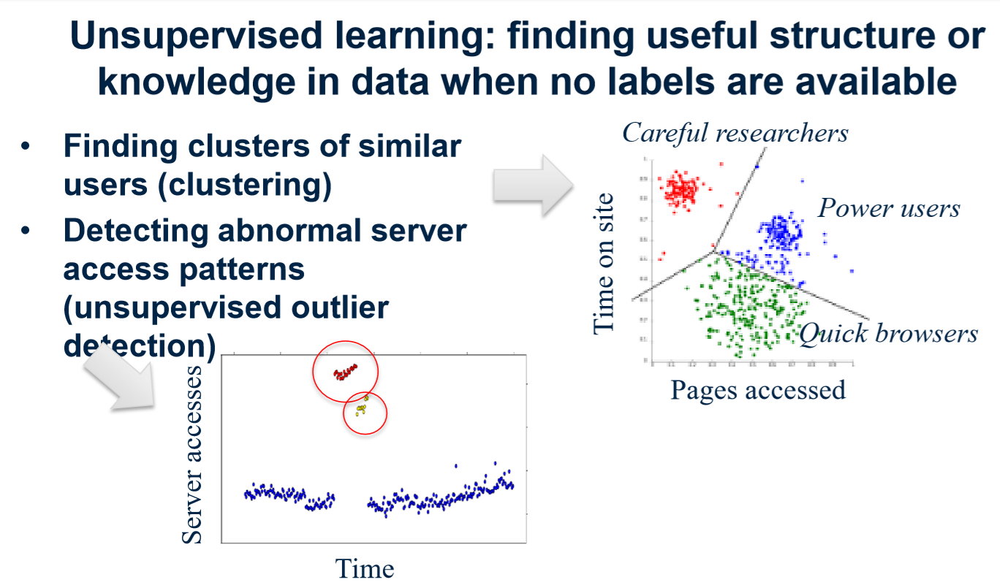 Unsupervised learning: finding useful structure or
knowledge in data when no labels are available
• Finding clusters of similar
users (clustering)
• Detecting abnormal server
access patterns
(unsupervised outlier
detection)
Careful researchers
Power users
Quick browsers
Time on site
Pages accessed
Server accesses
Time